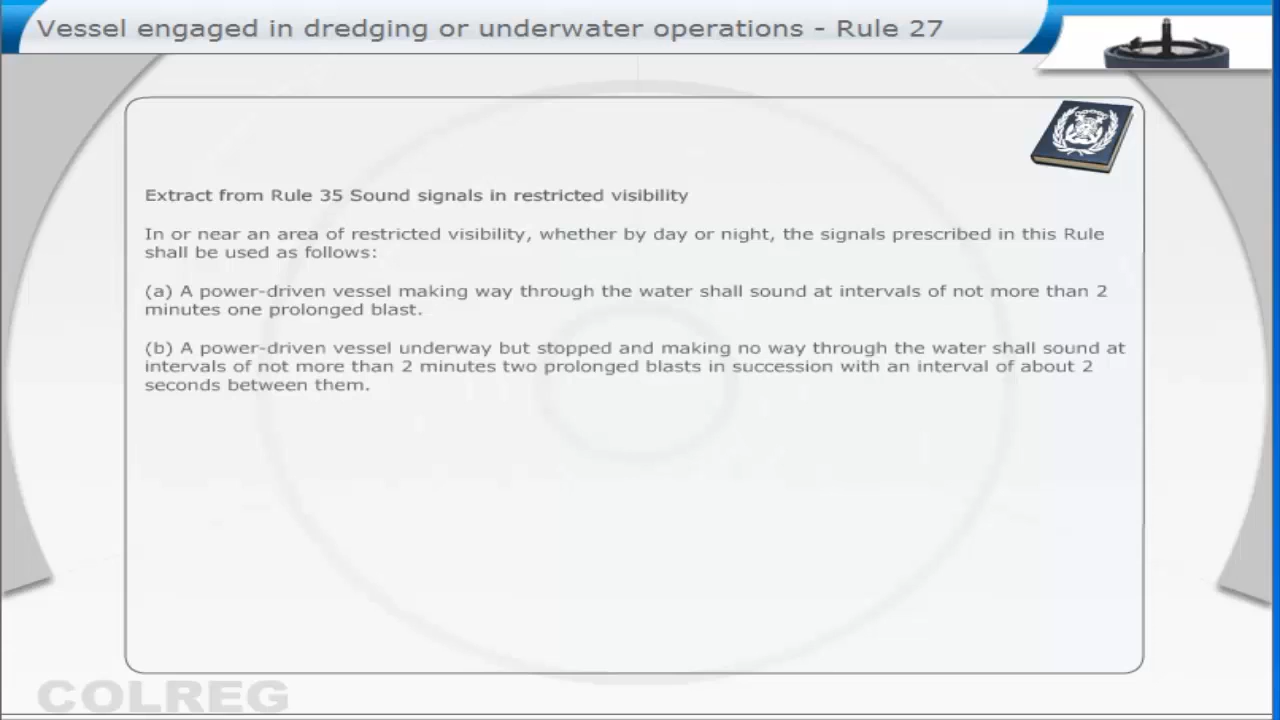 Vessel engaged in dredging or underwater operations - Rule 27
Extract from Rule 35 Sound signals in restricted visibility
In or near an area of restricted visibility, whether by day or night, the signals prescribed in this Rule
shall be used as follows:
(a) A power-driven vessel making way through the water shall sound at intervals of not more than 2
minutes one prolonged blast.
(b) A power-driven vessel underway but stopped and making no way through the water shall sound at
intervals of not more than 2 minutes two prolonged blasts in succession with an interval of about 2
seconds between them.
COLREG